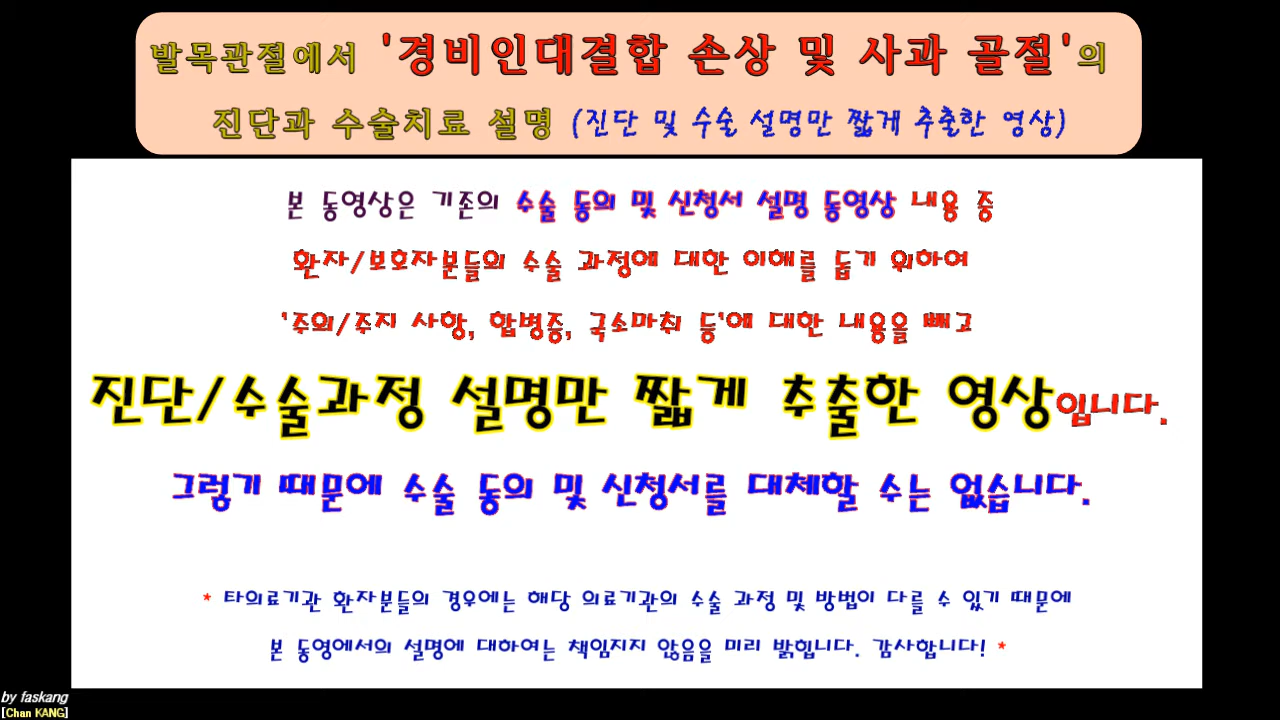 발목관절에서 '경비인대결합 손상 및 사과 골절'의
진단과 수술치료 설명 (진단 및 수술 설명만 짧게 추출한 영상)
본 동영상은 기존의 수술 동의 및 신청서 설명 동영상 내용 중
환자/보호자분들의 수술 과정에 대한 이해를 돕기 위하여
'주의/주지 사항, 합병증, 국소마취 등'에 대한 내용을 빼고
진단/수술과정 설명만 짧게 추출한 영상입니다.
그렇기 때문에 수술 동의 및 신청서를 대체할 수는 없습니다.
* 타의료기관 환자분들의 경우에는 해당 의료기관의 수술 과정 및 방법이 다를 수 있기 때문에
본 동영에서의 설명에 대하여는 책임지지 않음을 미리 밝힙니다. 감사합니다! *
by faskang
[Chan KANG]